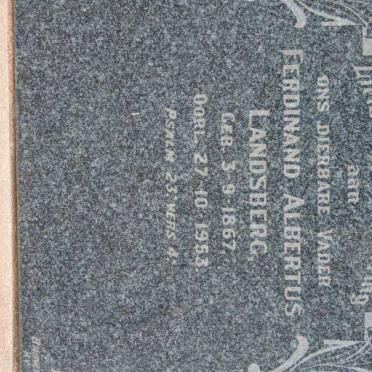 aan
ONS DIERBARE VADER
FERDINAND ALBERTUS
LANDSBERG,
GEB. 3·9·1867.
OORL. 27·10·1953.
PSALM 23 VERS 4.